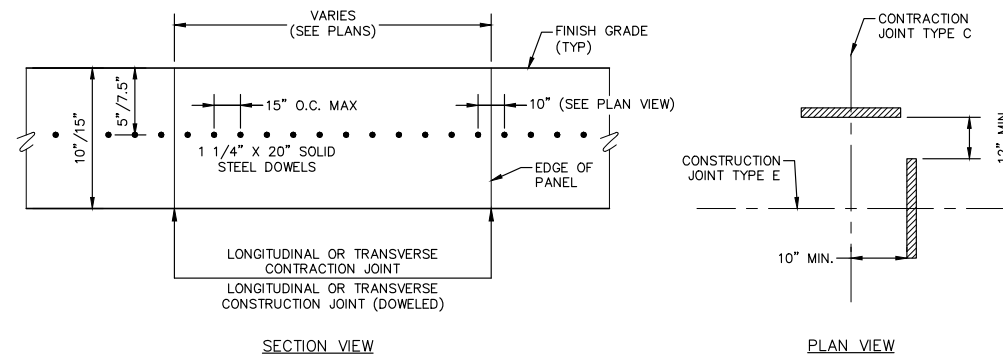 VARIES
(SEE PLANS)
FINISH GRADE
(TYP)
10"/15"
5"/7.5"
15" O.C. MAX
10" (SEE PLAN VIEW)
1 1/4" X 20" SOLID
STEEL DOWELS
EDGE OF
PANEL
LONGITUDINAL OR TRANSVERSE
CONTRACTION JOINT
LONGITUDINAL OR TRANSVERSE
CONSTRUCTION JOINT (DOWELED)
SECTION VIEW
CONTRACTION
JOINT TYPE C
12" MIN.
CONSTRUCTION
JOINT TYPE E
10" MIN.
PLAN VIEW